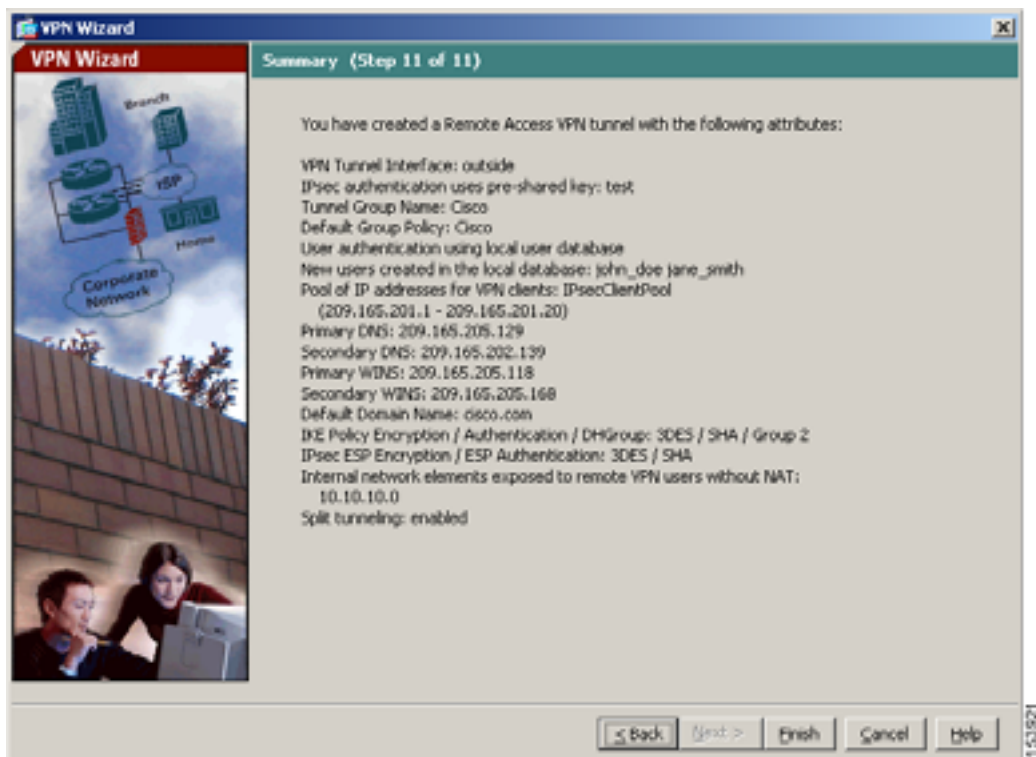 VPN Wizard
VPN Wizard
Summary (Step 11 of 11)
Branch
ISP
Home
Corporate
Network
You have created a Remote Access VPN tunnel with the following attributes:
VPN Tunnel Interface: outside
IPsec authentication uses pre-shared key: test
Tunnel Group Name: Cisco
Default Group Policy: Cisco
User authentication using local user database
New users created in the local database: john_doe jane_smith
Pool of IP addresses for VPN clients: IPsecClientPool
(209.165.201.1 - 209.165.201.20)
Primary DNS: 209.165.205.129
Secondary DNS: 209.165.202.139
Primary WINS: 209.165.205.118
Secondary WINS: 209.165.205.168
Default Domain Name: cisco.com
IKE Policy Encryption / Authentication / DHGroup: 3DES / SHA / Group 2
IPsec ESP Encryption / ESP Authentication: 3DES / SHA
Internal network elements exposed to remote VPN users without NAT:
10.10.10.0
Split tunneling: enabled
< Back
Next >
Finish
Cancel
Help
153921